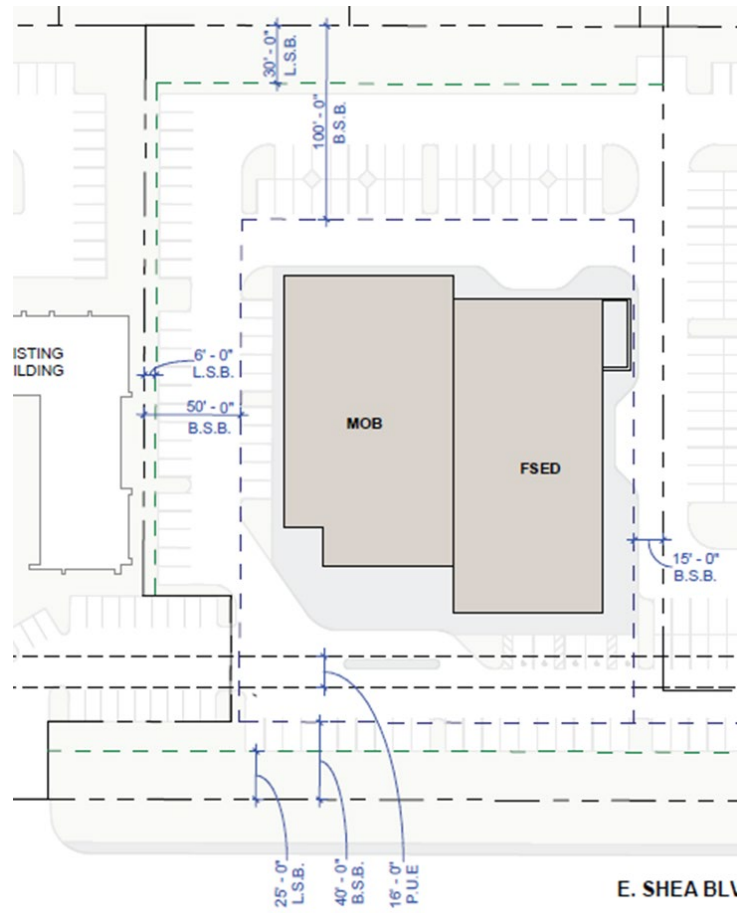 30' - 0"
L.S.B.
100' - 0"
B.S.B.
ISTING
ILDING
6' - 0"
L.S.B.
50' - 0"
B.S.B.
MOB
FSED
15' - 0"
B.S.B.
25' - 0"
L.S.B.
40' - 0"
B.S.B.
16' - 0"
P.U.E
E. SHEA BLV